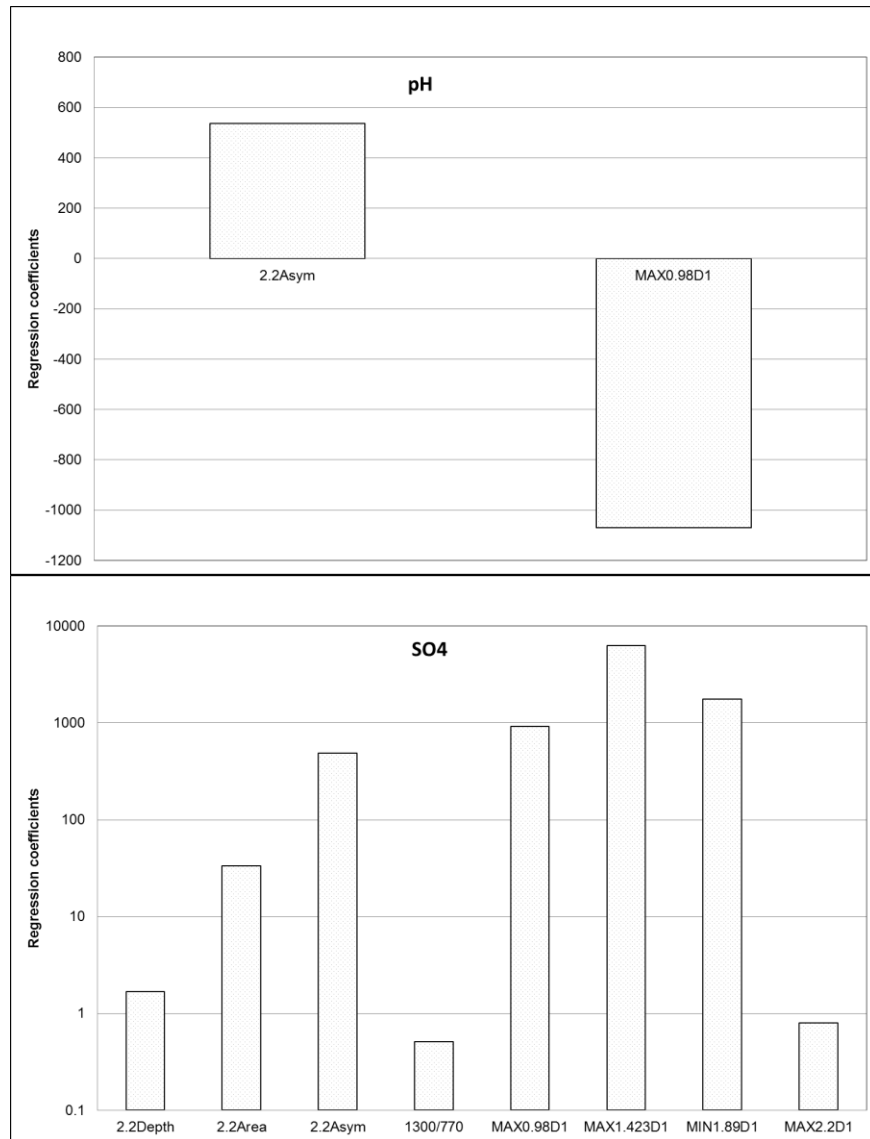 800
pH
600
400
200
0
2.2Asym
MAX0.98D1
-200
-400
-600
-800
-1000
-1200
Regression coefficients
10000
SO4
1000
100
10
1
0.1
Regression coefficients
2.2Depth 2.2Area 2.2Asym 1300/770 MAX0.98D1 MAX1.423D1 MIN1.89D1 MAX2.2D1